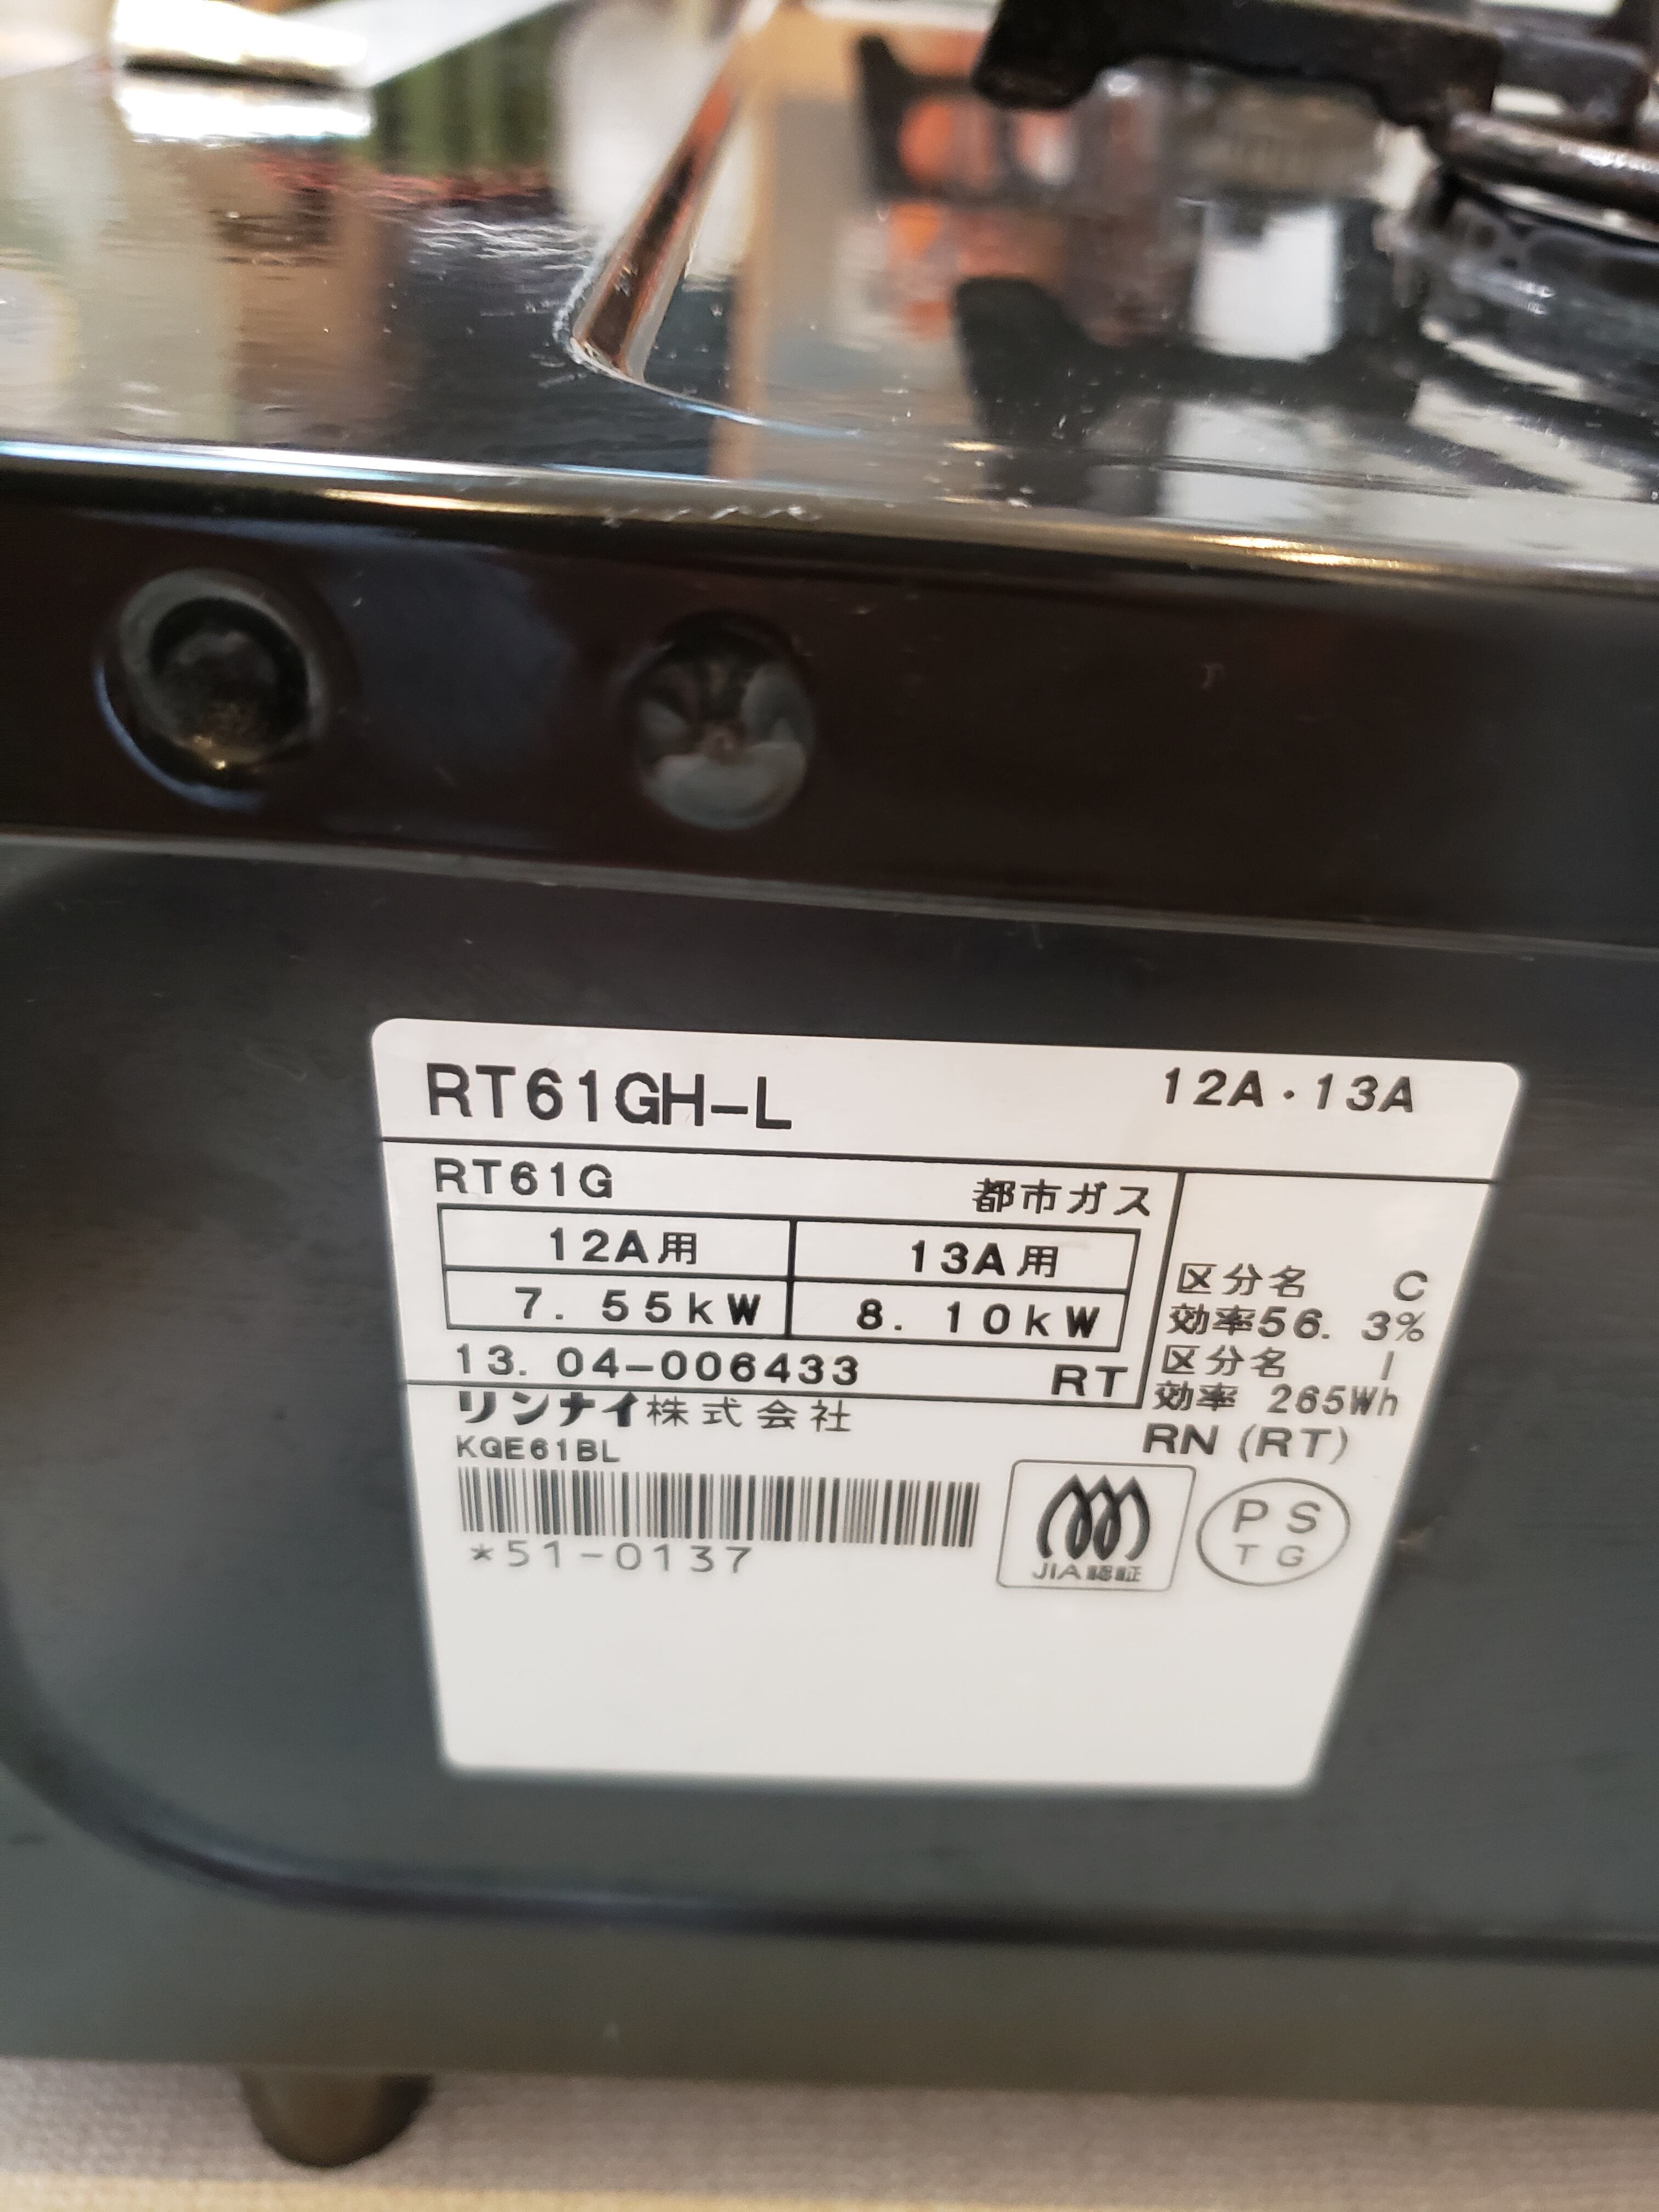 RT61GH-L 12A・13A
RT61G 都市ガス
12A用 13A用
7.55kW 8.10kW
区分名 C
効率56.3%
区分名 I
効率 265Wh
13.04-006433 RT
リンナイ株式会社
KGE61BL
RN (RT)
*51-0137
JIA認証
PS
TG